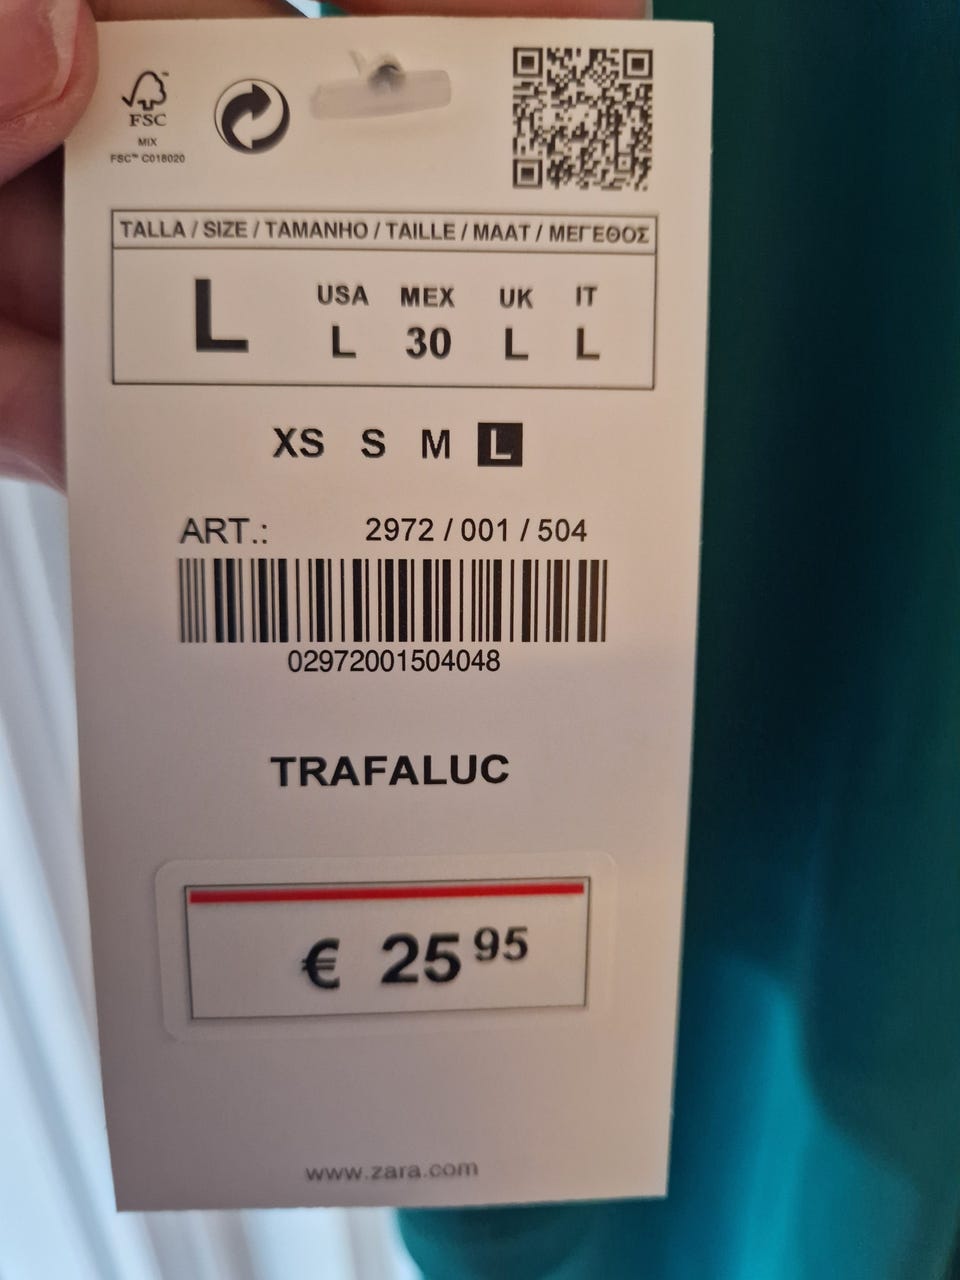 FSC™
MIX
FSC™ C018020
TALLA / SIZE / TAMANHO / TAILLE / MAAT / ΜΕΓΕΘΟΣ
L
USA MEX UK IT
L 30 L L
XS S M L
ART.: 2972 / 001 / 504
02972001504048
TRAFALUC
€ 25 95
www.zara.com